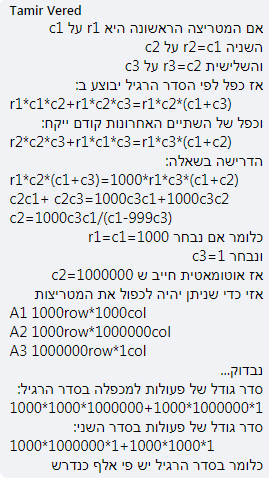 Tamir Vered
אם המטריצה הראשונה היא r1 על c1
השניה r2=c1 על c2
והשלישית r3=c2 על c3
אז כפל לפי הסדר הרגיל יבוצע ב:
r1*c1*c2+r1*c2*c3=r1*c2*(c1+c3)
וכפל של השתיים האחרונות קודם ייקח:
r2*c2*c3+r1*c1*c3=r1*c3*(c1+c2)
הדרישה בשאלה:
r1*c2*(c1+c3)=1000*r1*c3*(c1+c2)
c2c1+ c2c3=1000c3c1+1000c3c2
c2=1000c3c1/(c1-999c3)
כלומר אם נבחר r1=c1=1000
ונבחר c3=1
אז אוטומאטית חייב ש c2=1000000
אזי כדי שניתן יהיה לכפול את המטריצות
A1 1000row*1000col
A2 1000row*1000000col
A3 1000000row*1col
נבדוק...
סדר גודל של פעולות למכפלה בסדר הרגיל:
1000*1000*1000000+1000*1000000*1
סדר גודל של פעולות בסדר השני:
1000*1000000*1+1000*1000*1
כלומר בסדר הרגיל יש פי אלף כנדרש